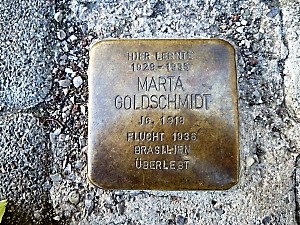 HIER LERNTE
1929-1935
MARTA
GOLDSCHMIDT
JG. 1918
FLUCHT 1936
BRASILIEN
ÜBERLEBT